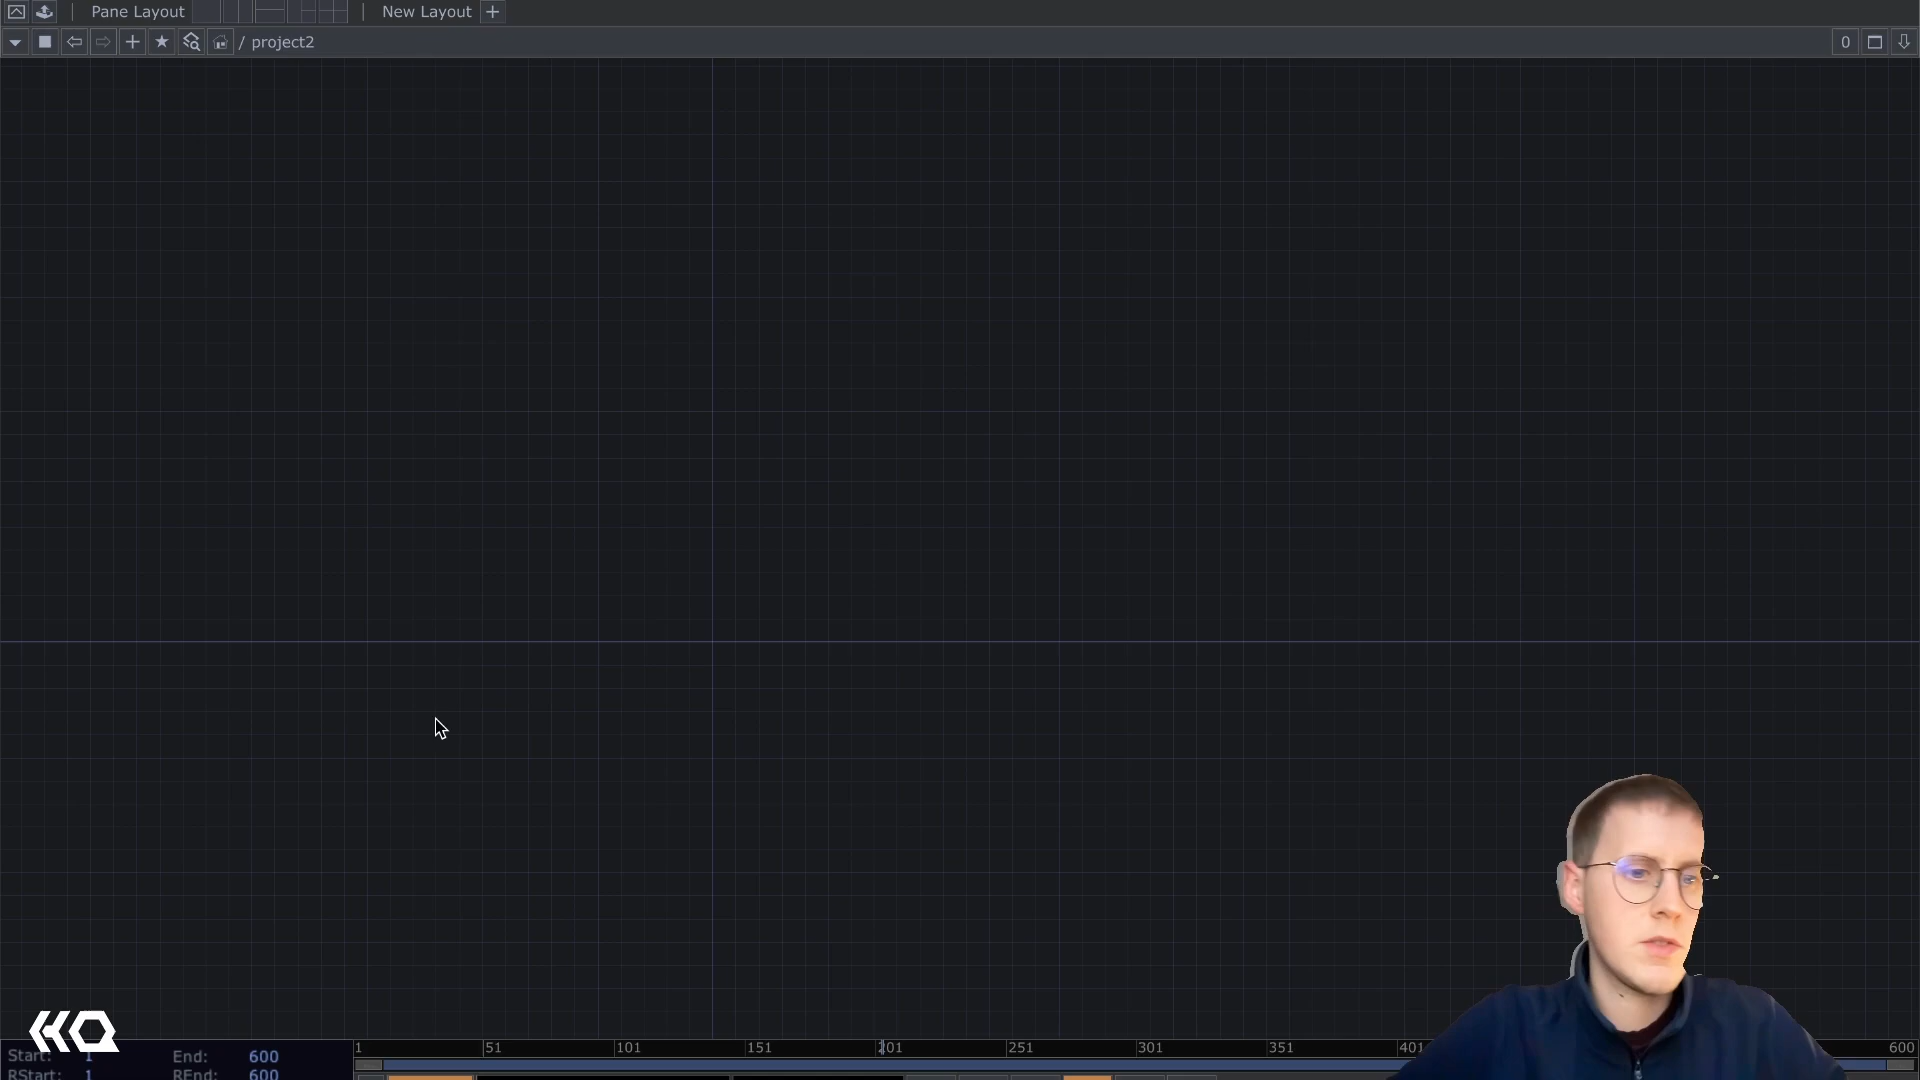 Pane Layout
New Layout
/ project2
0
HQ
Start: 1 End: 600
RStart: 1 REnd: 600
1 51 101 151 201 251 301 351 401 600